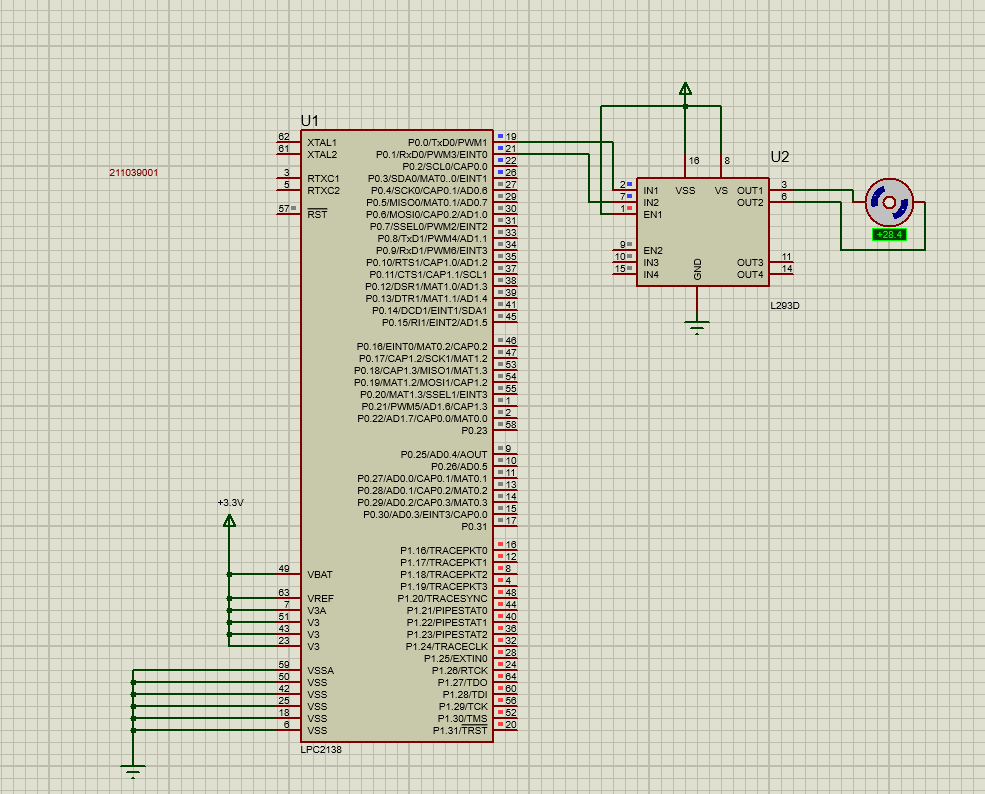 U1
62 XTAL1 P0.0/TxD0/PWM1 19
61 XTAL2 P0.1/RxD0/PWM3/EINT0 21
P0.2/SCL0/CAP0.0 22
211039001
3 RTXC1 P0.3/SDA0/MAT0..0/EINT1 26
5 RTXC2 P0.4/SCK0/CAP0.1/AD0.6 27
P0.5/MISO0/MAT0.1/AD0.7 29
57 RST P0.6/MOSI0/CAP0.2/AD1.0 30
P0.7/SSEL0/PWM2/EINT2 31
P0.8/TxD1/PWM4/AD1.1 33
P0.9/RxD1/PWM6/EINT3 34
P0.10/RTS1/CAP1.0/AD1.2 35
P0.11/CTS1/CAP1.1/SCL1 37
P0.12/DSR1/MAT1.0/AD1.3 38
P0.13/DTR1/MAT1.1/AD1.4 39
P0.14/DCD1/EINT1/SDA1 41
P0.15/RI1/EINT2/AD1.5 45
P0.16/EINT0/MAT0.2/CAP0.2 46
P0.17/CAP1.2/SCK1/MAT1.2 47
P0.18/CAP1.3/MISO1/MAT1.3 53
P0.19/MAT1.2/MOSI1/CAP1.2 54
P0.20/MAT1.3/SSEL1/EINT3 55
P0.21/PWM5/AD1.6/CAP1.3 1
P0.22/AD1.7/CAP0.0/MAT0.0 2
P0.23 58
P0.25/AD0.4/AOUT 9
P0.26/AD0.5 10
P0.27/AD0.0/CAP0.1/MAT0.1 11
P0.28/AD0.1/CAP0.2/MAT0.2 13
P0.29/AD0.2/CAP0.3/MAT0.3 14
P0.30/AD0.3/EINT3/CAP0.0 15
P0.31 17
+3.3V
P1.16/TRACEPKT0 16
P1.17/TRACEPKT1 12
49 VBAT P1.18/TRACEPKT2 8
P1.19/TRACEPKT3 4
63 VREF P1.20/TRACESYNC 48
7 V3A P1.21/PIPESTAT0 44
51 V3 P1.22/PIPESTAT1 40
43 V3 P1.23/PIPESTAT2 36
23 V3 P1.24/TRACECLK 32
P1.25/EXTIN0 28
59 VSSA P1.26/RTCK 24
50 VSS P1.27/TDO 64
42 VSS P1.28/TDI 60
25 VSS P1.29/TCK 56
18 VSS P1.30/TMS 52
6 VSS P1.31/TRST 20
LPC2138
U2
16 8
2 IN1 VSS VS OUT1 3
7 IN2 OUT2 6
1 EN1
+28.4
9 EN2
10 IN3 OUT3 11
15 IN4 OUT4 14
GND
L293D